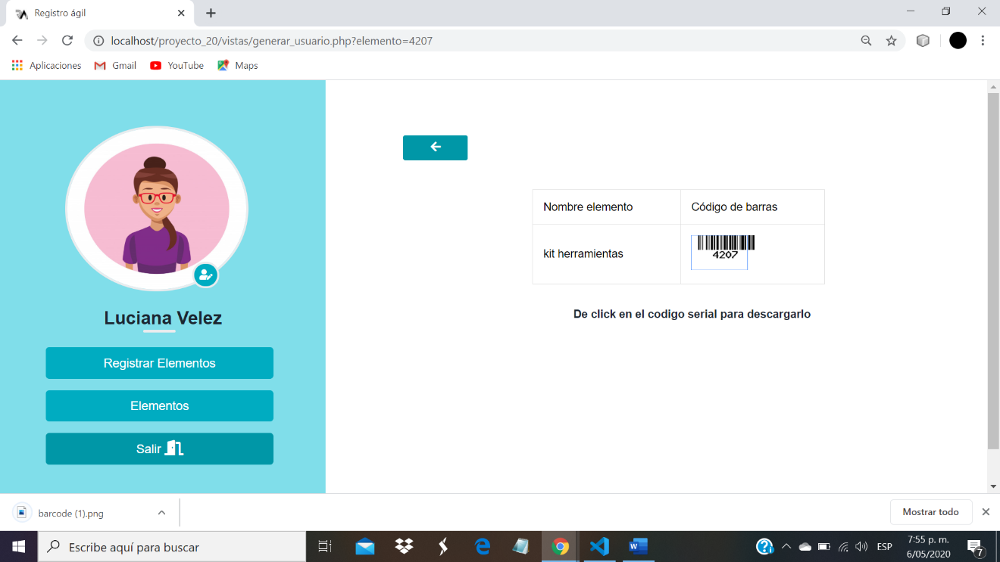 Registro ágil
localhost/proyecto_20/vistas/generar_usuario.php?elemento=4207
Aplicaciones Gmail YouTube Maps
Luciana Velez
Registrar Elementos
Elementos
Salir
Nombre elemento Código de barras
kit herramientas 4207
De click en el codigo serial para descargarlo
barcode (1).png
Mostrar todo
Escribe aquí para buscar
ESP
7:55 p. m.
6/05/2020
7